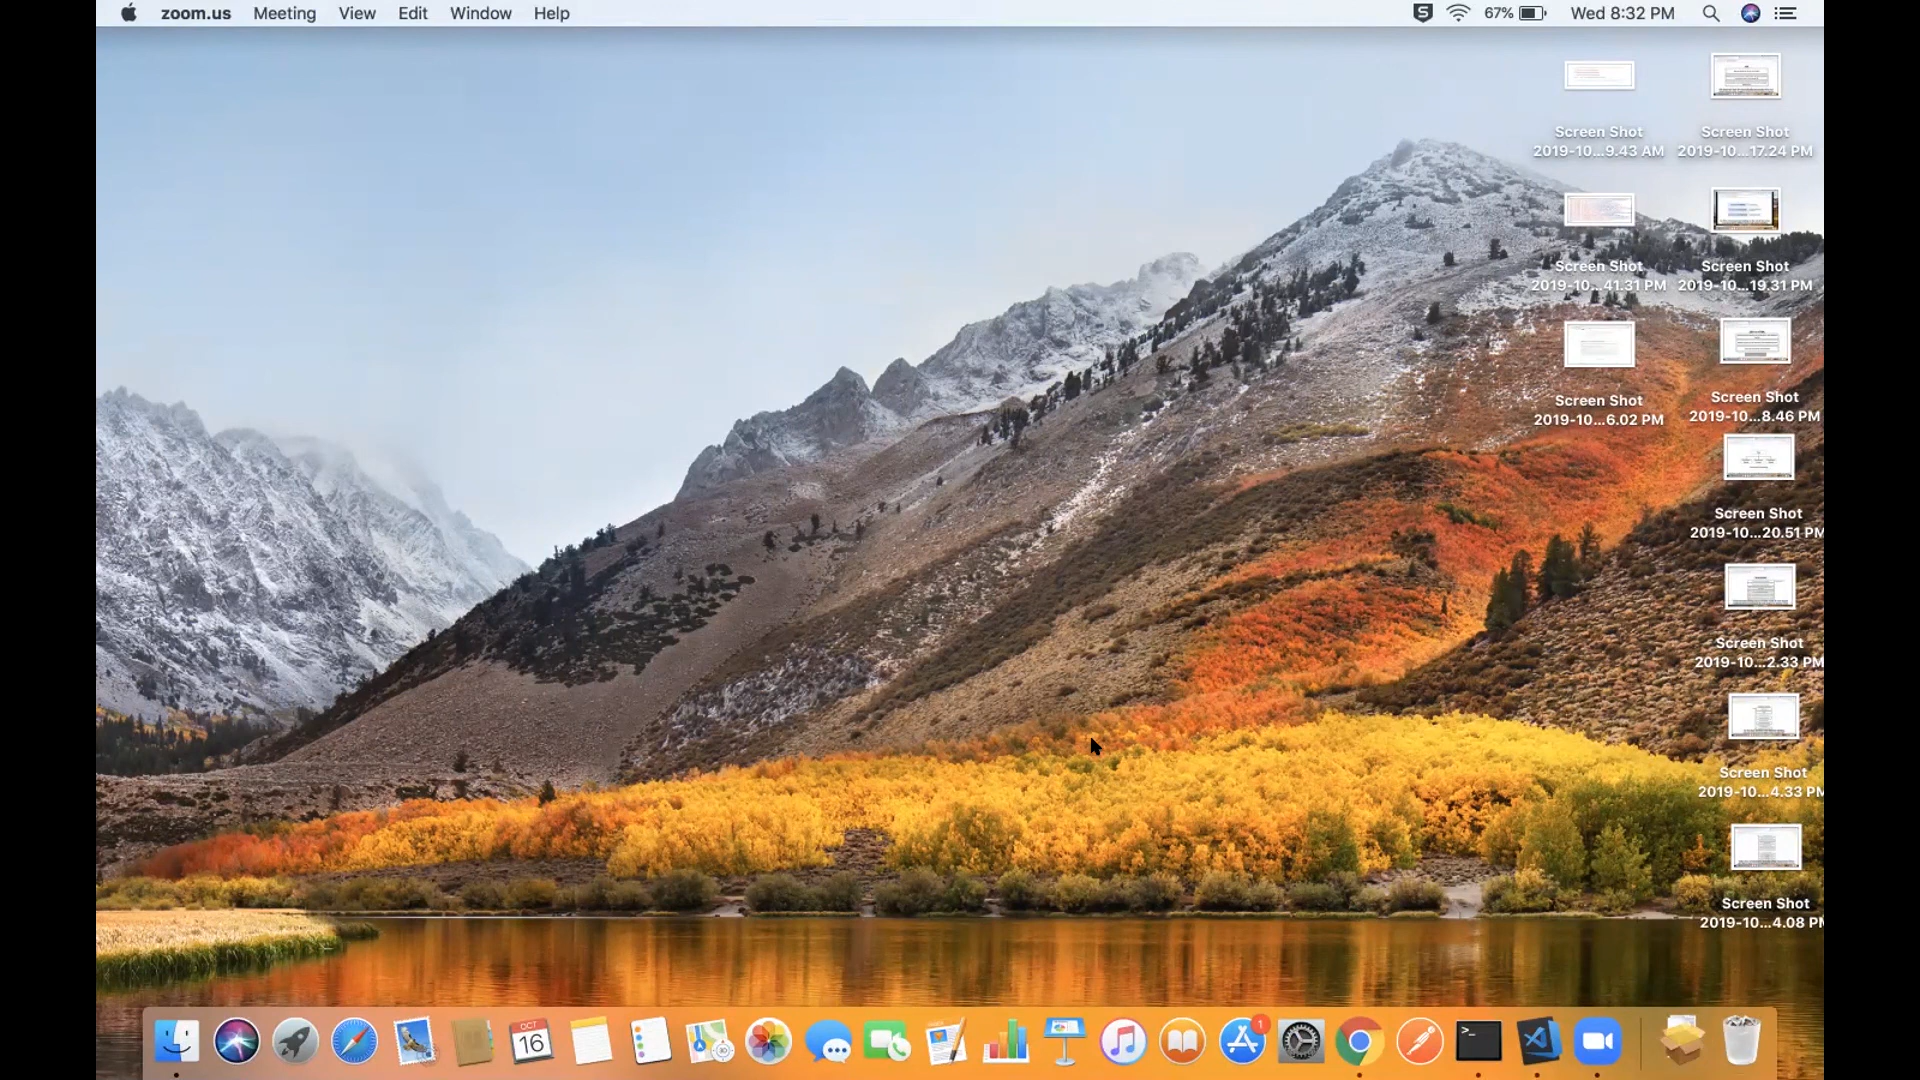 zoom.us Meeting View Edit Window Help
S 67% Wed 8:32 PM
Screen Shot
2019-10...9.43 AM
Screen Shot
2019-10...17.24 PM
Screen Shot
2019-10...41.31 PM
Screen Shot
2019-10...19.31 PM
Screen Shot
2019-10...6.02 PM
Screen Shot
2019-10...8.46 PM
Screen Shot
2019-10...20.51 PM
Screen Shot
2019-10...2.33 PM
Screen Shot
2019-10...4.33 PM
Screen Shot
2019-10...4.08 PM
OCT
16
1